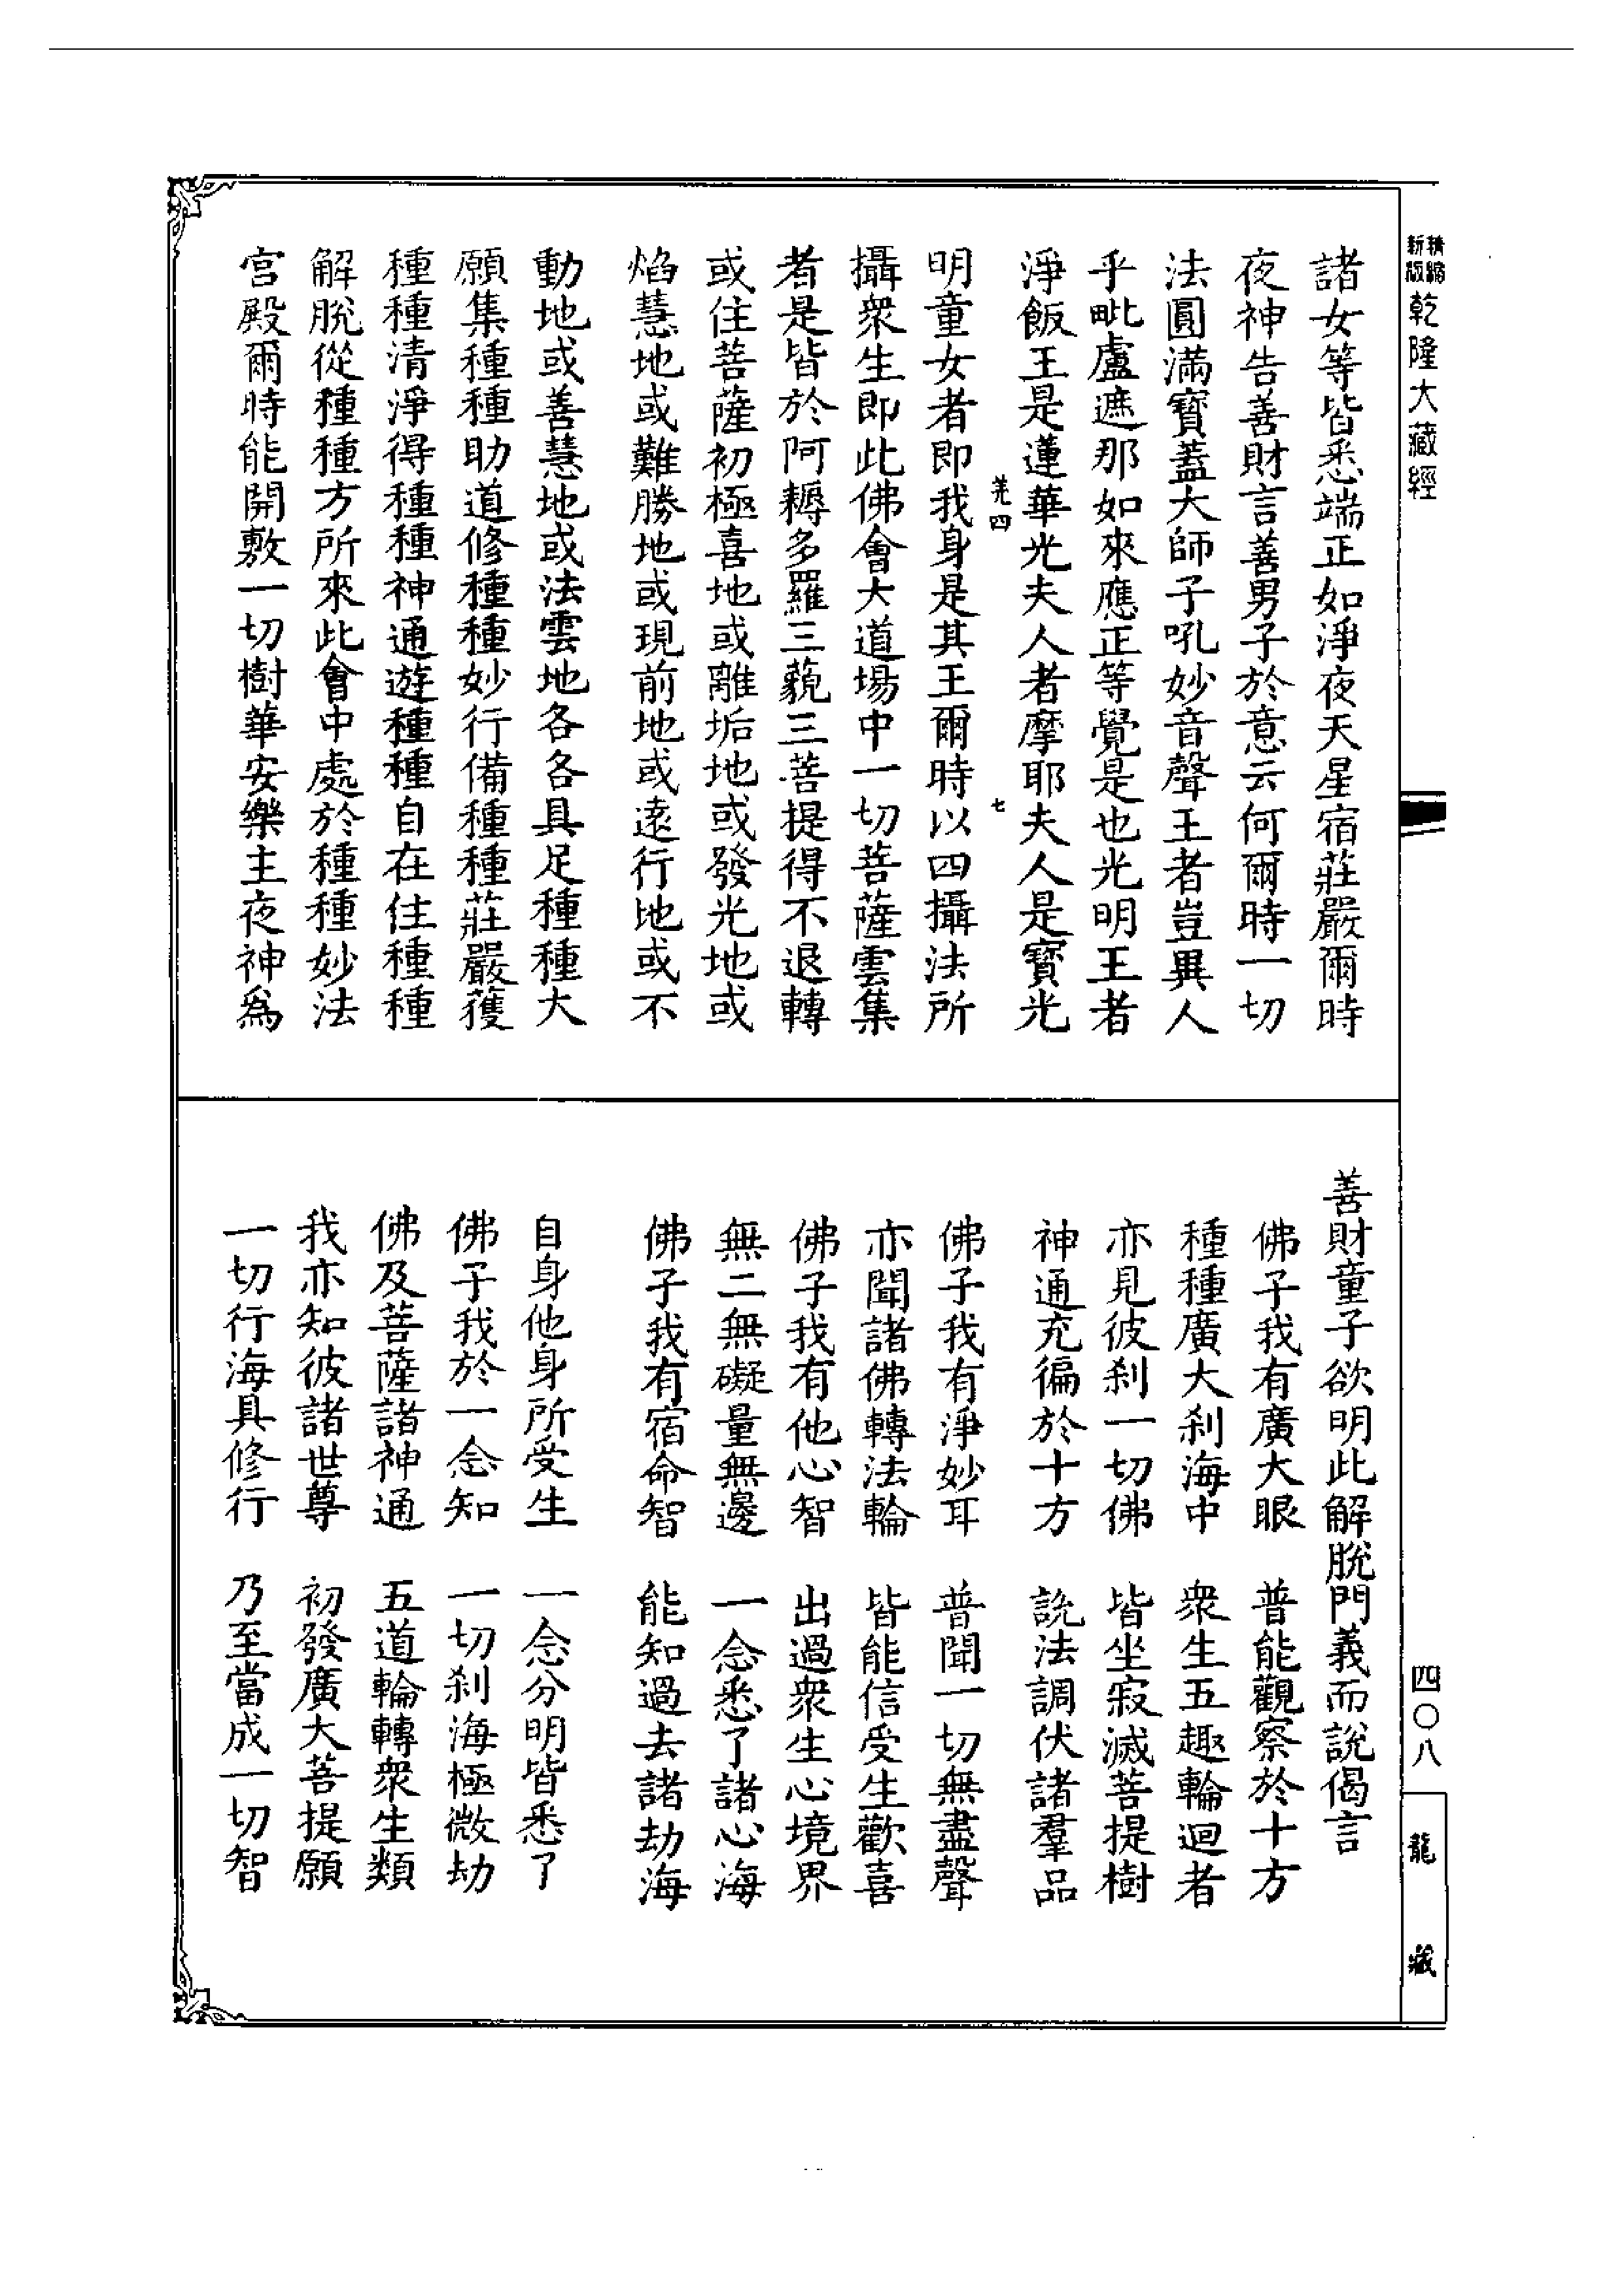 精縮
新版
乾隆大藏經
諸女等皆悉端正如淨夜天星宿莊嚴爾時
夜神告善財言善男子於意云何爾時一切
法圓滿寶蓋大師子吼妙音聲王者豈異人
乎毗盧遮那如來應正等覺是也光明王者
淨飯王是蓮華光夫人者摩耶夫人是寶光
羌四
七
明童女者即我身是其王爾時以四攝法所
攝衆生即此佛會大道場中一切菩薩雲集
者是皆於阿耨多羅三藐三菩提得不退轉
或住菩薩初極喜地或離垢地或發光地或
焰慧地或難勝地或現前地或遠行地或不
動地或善慧地或法雲地各各具足種種大
願集種種助道修種種妙行備種種莊嚴獲
種種清淨得種種神通遊種種自在住種種
解脫從種種方所來此會中處於種種妙法
宮殿爾時能開敷一切樹華安樂主夜神爲
善財童子欲明此解脫門義而說偈言
佛子我有廣大眼　普能觀察於十方
種種廣大刹海中　衆生五趣輪迴者
亦見彼刹一切佛　皆坐寂滅菩提樹
神通充徧於十方　說法調伏諸羣品
佛子我有淨妙耳　普聞一切無盡聲
亦聞諸佛轉法輪　皆能信受生歡喜
佛子我有他心智　出過衆生心境界
無二無礙量無邊　一念悉了諸心海
佛子我有宿命智　能知過去諸劫海
自身他身所受生　一念分明皆悉了
佛子我於一念知　一切刹海極微劫
佛及菩薩諸神通　五道輪轉衆生類
我亦知彼諸世尊　初發廣大菩提願
一切行海具修行　乃至當成一切智
四〇八
龍藏